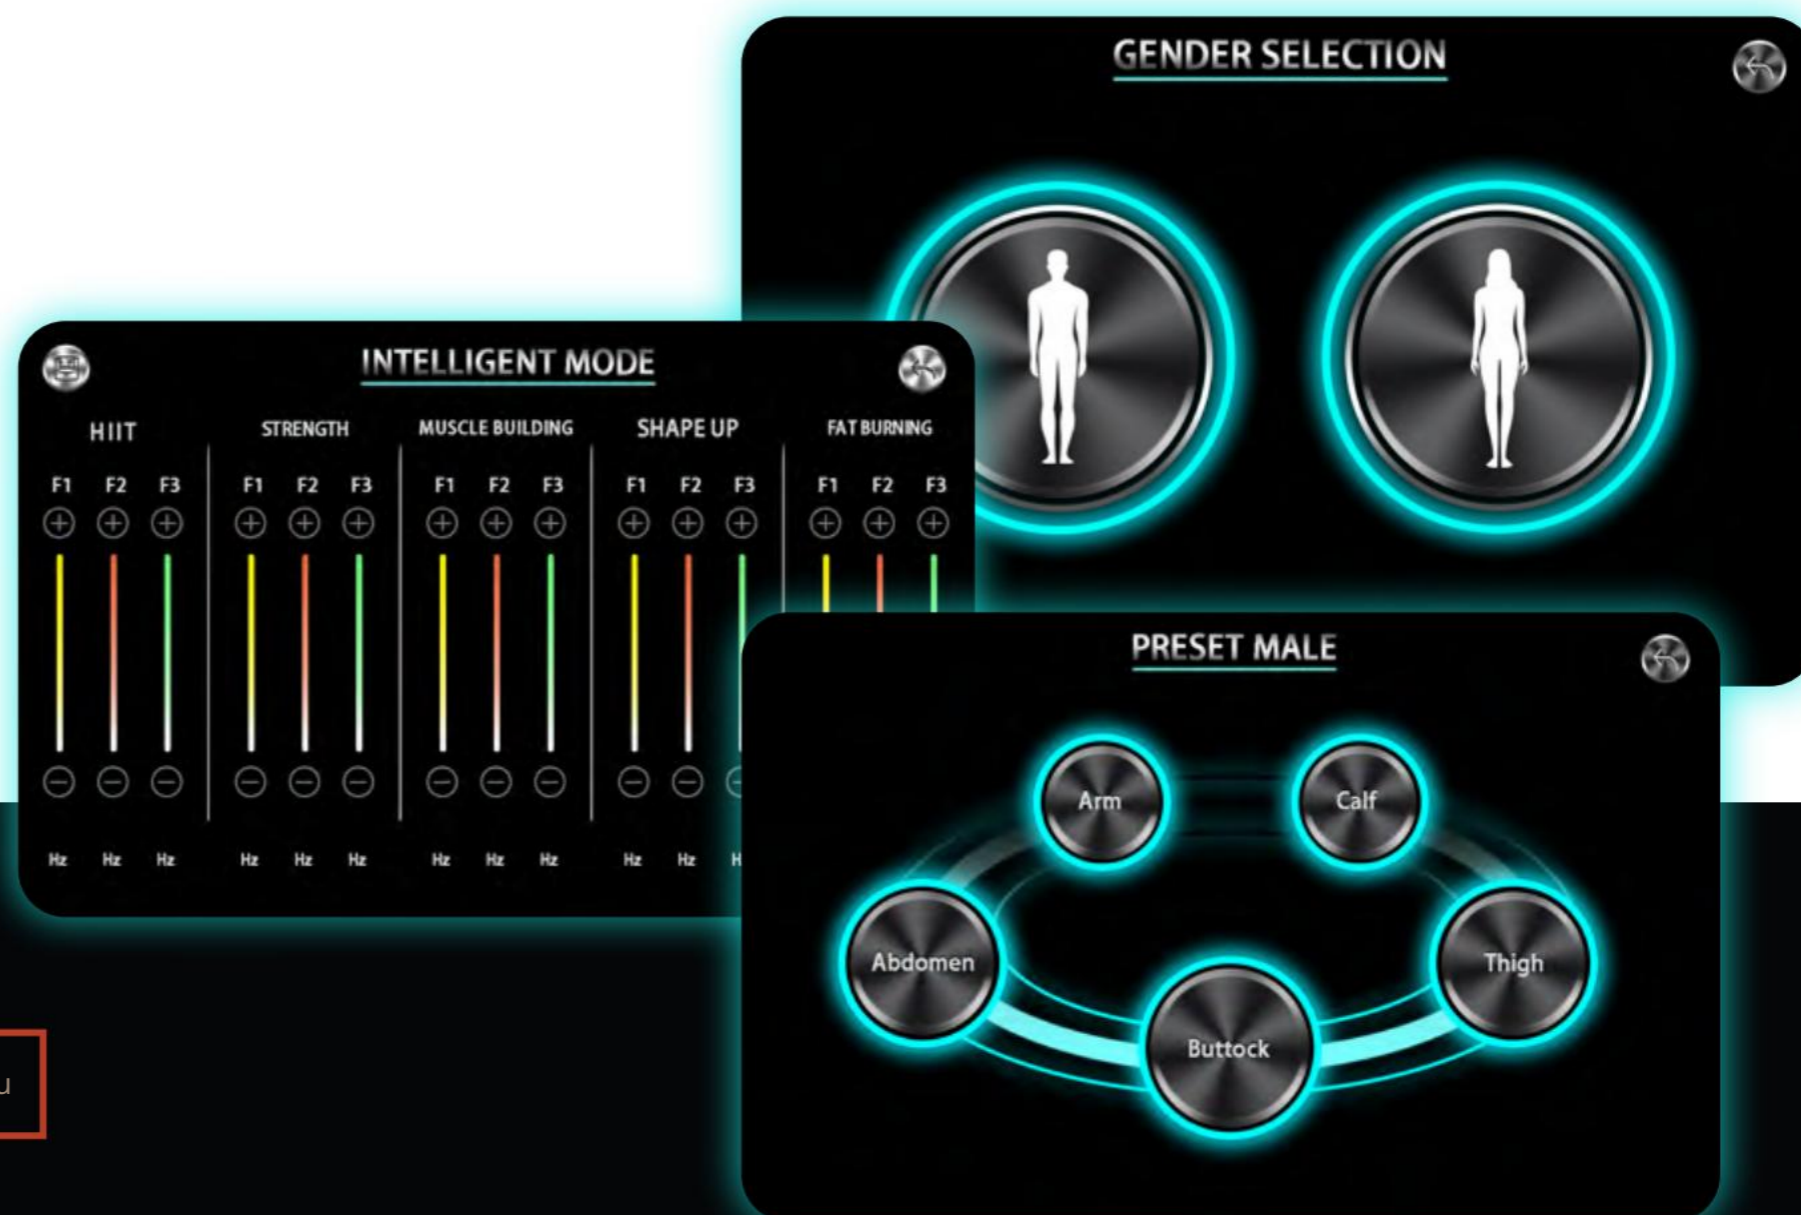 GENDER SELECTION
INTELLIGENT MODE
HIIT STRENGTH MUSCLE BUILDING SHAPE UP FAT BURNING
F1 F2 F3 F1 F2 F3 F1 F2 F3 F1 F2 F3 F1 F2 F3
Hz Hz Hz Hz Hz Hz Hz Hz Hz Hz Hz H
PRESET MALE
Arm Calf
Abdomen Thigh
Buttock
u